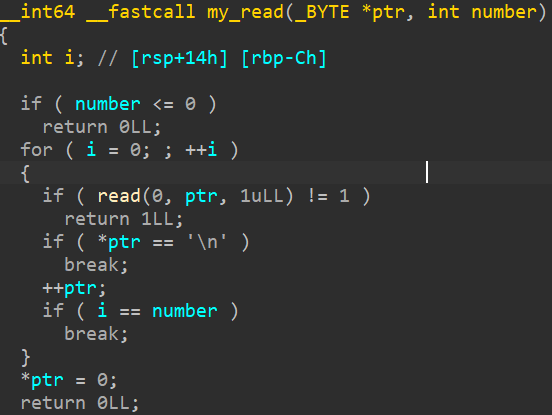 __int64 __fastcall my_read(_BYTE *ptr, int number)
{
  int i; // [rsp+14h] [rbp-Ch]

  if ( number <= 0 )
    return 0LL;
  for ( i = 0; ; ++i )
  {
    if ( read(0, ptr, 1uLL) != 1 )
      return 1LL;
    if ( *ptr == '\n' )
      break;
    ++ptr;
    if ( i == number )
      break;
  }
  *ptr = 0;
  return 0LL;